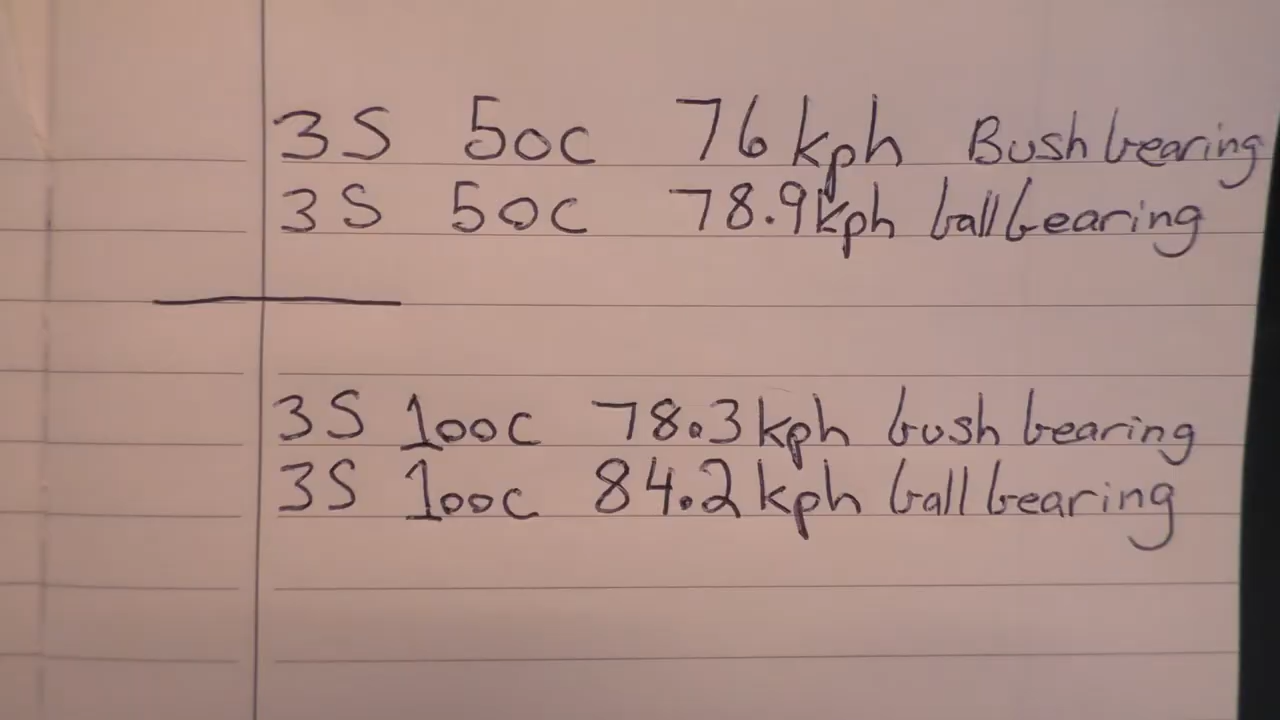 3S 50C 76kph Bush bearing
3S 50C 78.9kph ball bearing
3S 100C 78.3kph bush bearing
3S 100C 84.2kph ball bearing